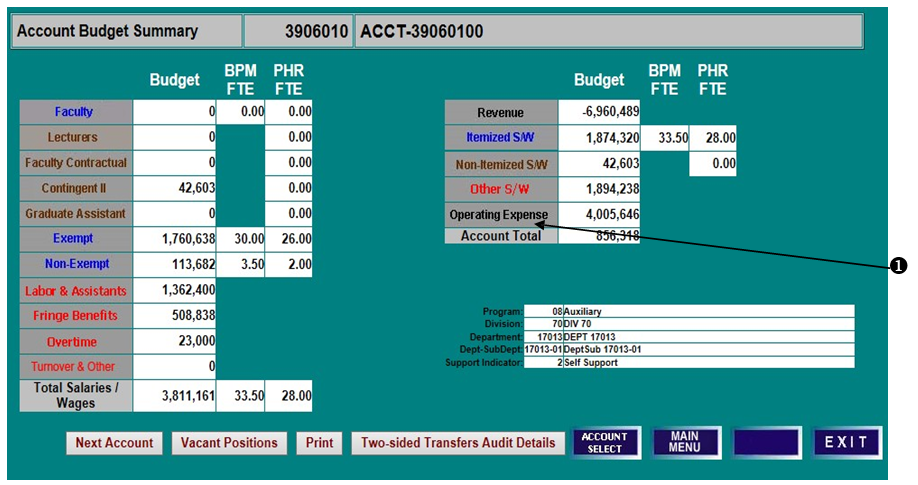 Account Budget Summary 3906010 ACCT-39060100
Budget BPM FTE PHR FTE
Faculty 0 0.00 0.00
Lecturers 0 0.00
Faculty Contractual 0 0.00
Contingent II 42,603 0.00
Graduate Assistant 0 0.00
Exempt 1,760,638 30.00 26.00
Non-Exempt 113,682 3.50 2.00
Labor & Assistants 1,362,400
Fringe Benefits 508,838
Overtime 23,000
Turnover & Other 0
Total Salaries / Wages 3,811,161 33.50 28.00
Budget BPM FTE PHR FTE
Revenue -6,960,489
Itemized S/W 1,874,320 33.50 28.00
Non-Itemized S/W 42,603 0.00
Other S/W 1,894,238
Operating Expense 4,005,646
Account Total 856,318
❶
Program: 08 Auxiliary
Division: 70 DIV 70
Department: 17013 DEPT 17013
Dept-SubDept: 17013-01 DeptSub 17013-01
Support Indicator: 2 Self Support
Next Account Vacant Positions Print Two-sided Transfers Audit Details ACCOUNT SELECT MAIN MENU EXIT